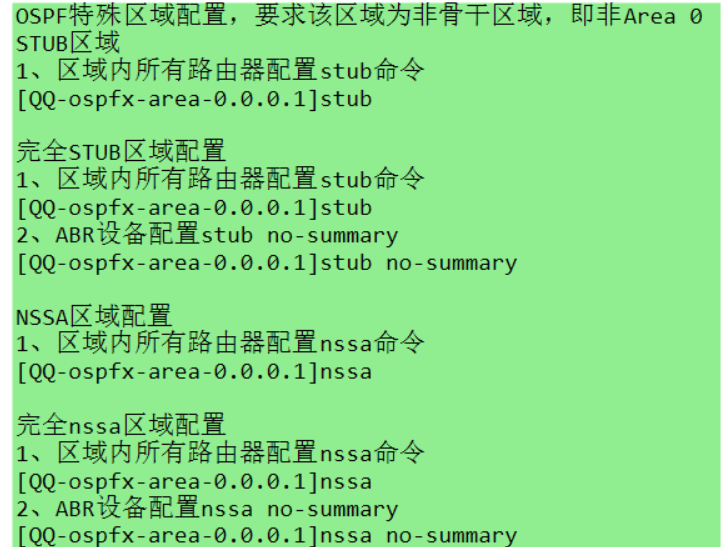 OSPF特殊区域配置，要求该区域为非骨干区域，即非Area 0
STUB区域
1、区域内所有路由器配置stub命令
[QQ-ospfx-area-0.0.0.1]stub
完全STUB区域配置
1、区域内所有路由器配置stub命令
[QQ-ospfx-area-0.0.0.1]stub
2、ABR设备配置stub no-summary
[QQ-ospfx-area-0.0.0.1]stub no-summary
NSSA区域配置
1、区域内所有路由器配置nssa命令
[QQ-ospfx-area-0.0.0.1]nssa
完全nssa区域配置
1、区域内所有路由器配置nssa命令
[QQ-ospfx-area-0.0.0.1]nssa
2、ABR设备配置nssa no-summary
[QQ-ospfx-area-0.0.0.1]nssa no-summary